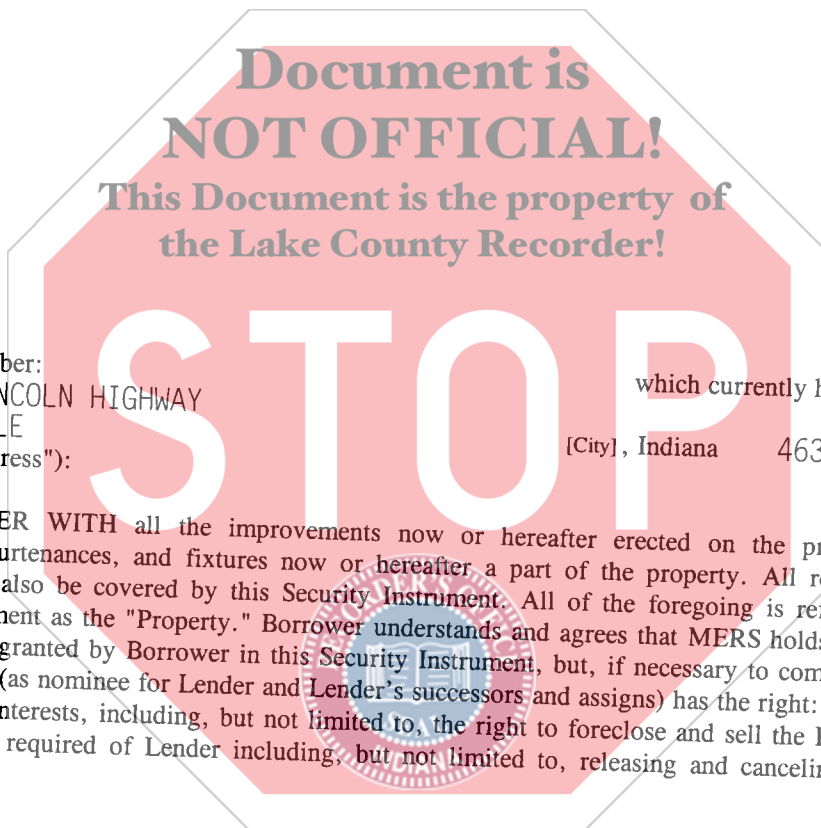 Document is
NOT OFFICIAL!
This Document is the property of
the Lake County Recorder!
STOP
ber:
NCOLN HIGHWAY
which currently h
LE
ress"):
[City], Indiana 463
ER WITH all the improvements now or hereafter erected on the pr
urtenances, and fixtures now or hereafter a part of the property. All r
also be covered by this Security Instrument. All of the foregoing is ref
nent as the "Property." Borrower understands and agrees that MERS holds
granted by Borrower in this Security Instrument, but, if necessary to com
(as nominee for Lender and Lender's successors and assigns) has the right:
nterests, including, but not limited to, the right to foreclose and sell the
required of Lender including, but not limited to, releasing and cancelin
SEAL
INDIANA